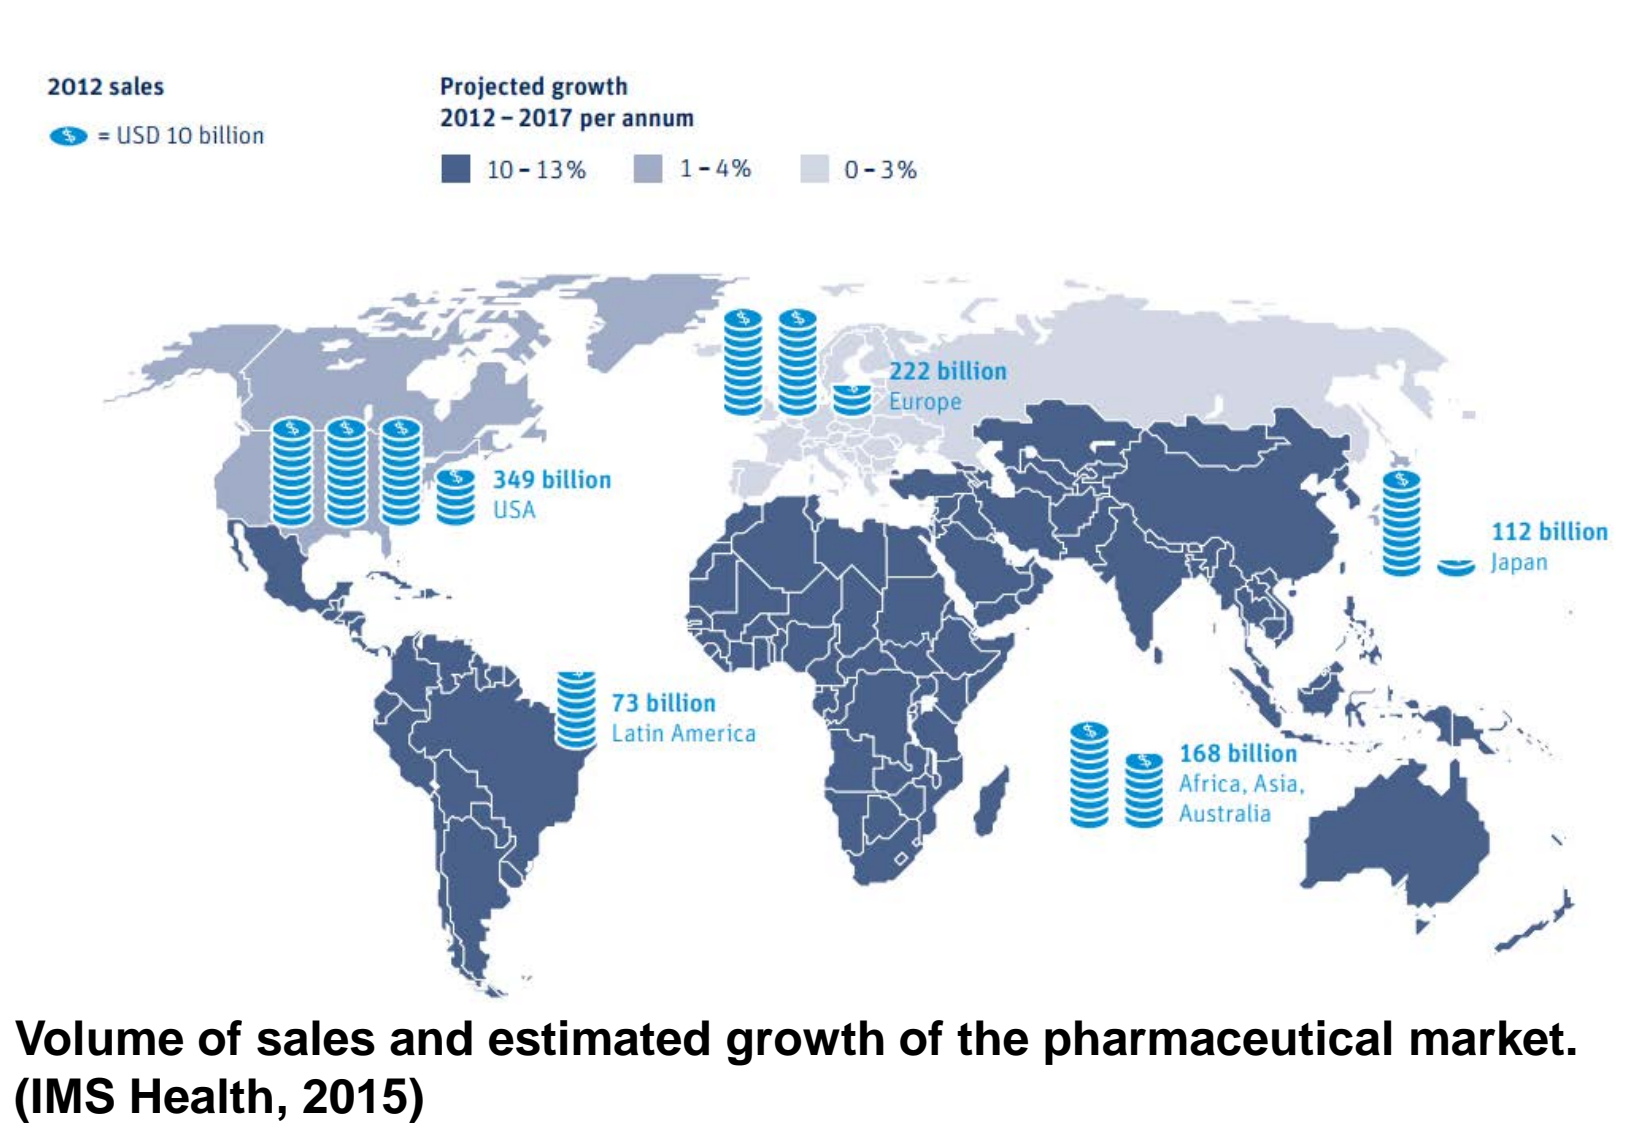 2012 sales
$ = USD 10 billion
Projected growth
2012 – 2017 per annum
10 – 13%
1 – 4%
0 – 3%
222 billion
Europe
349 billion
USA
112 billion
Japan
73 billion
Latin America
168 billion
Africa, Asia,
Australia
Volume of sales and estimated growth of the pharmaceutical market.
(IMS Health, 2015)